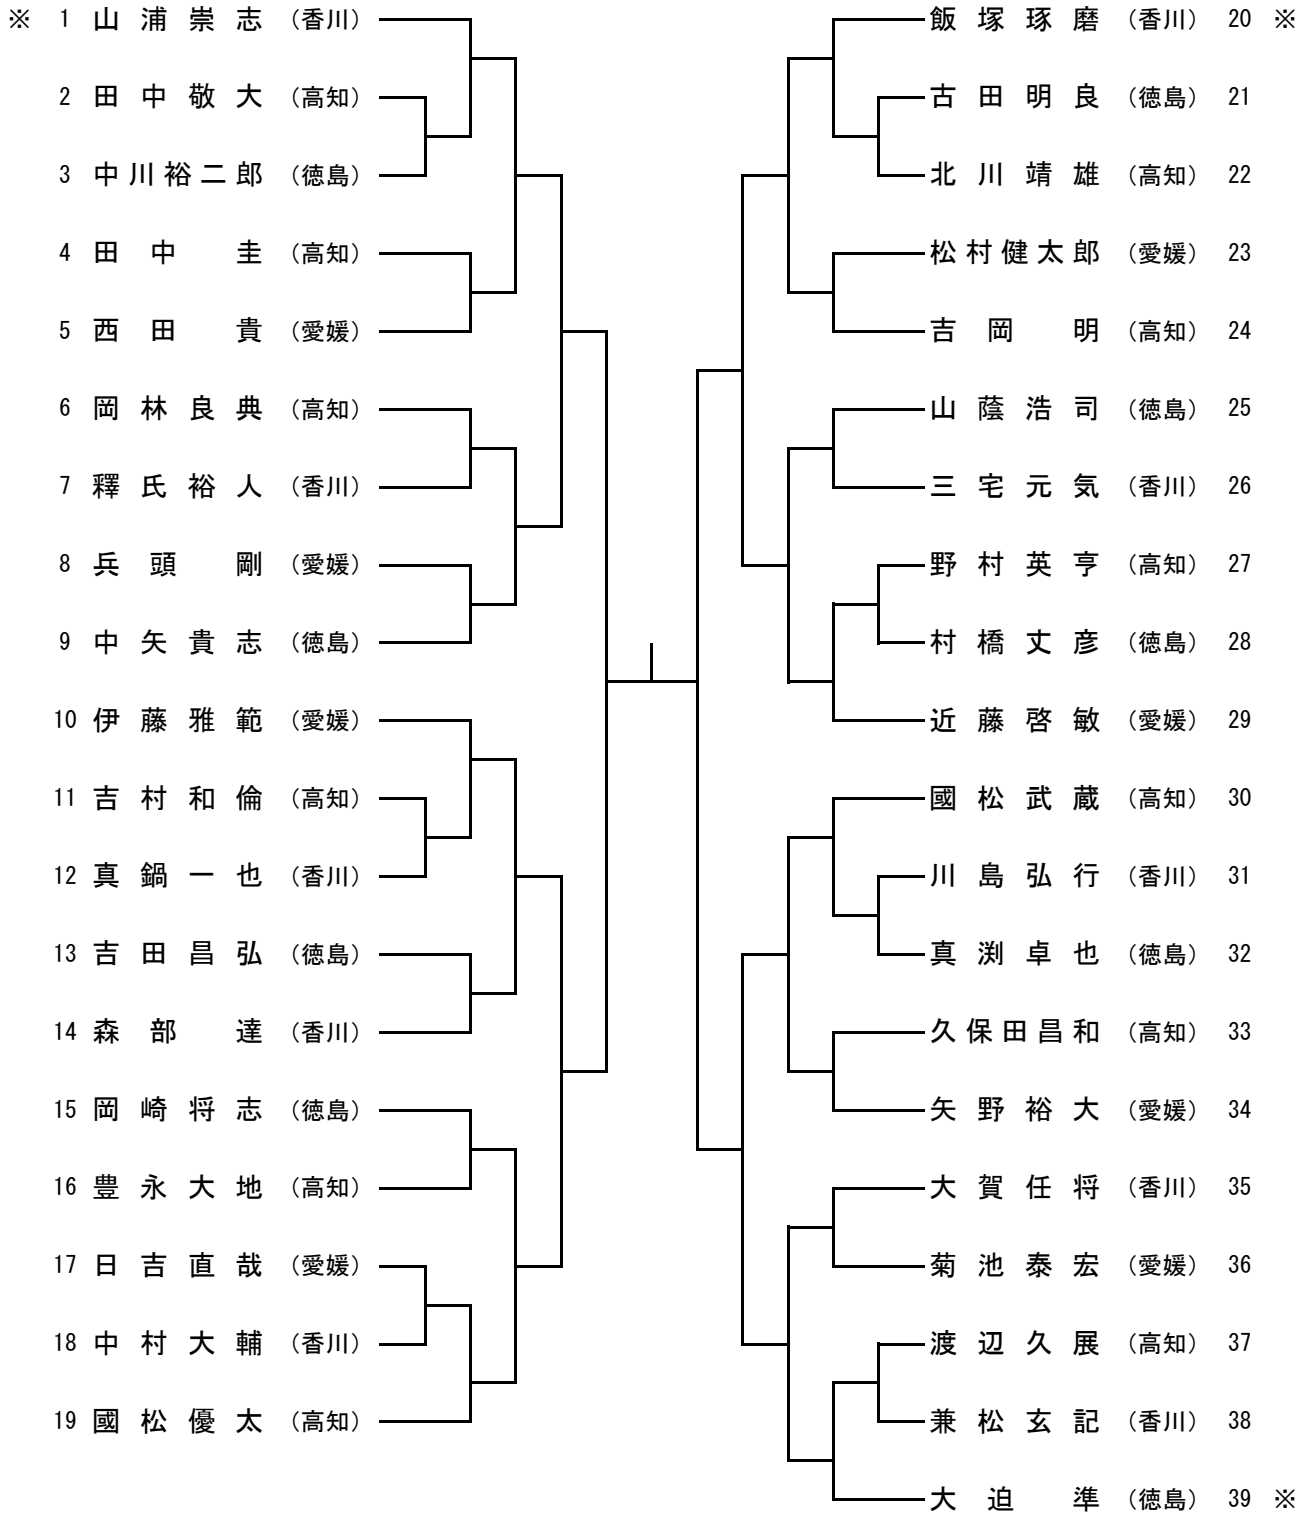 ※ 1 山浦崇志 (香川)
2 田中敬大 (高知)
3 中川裕二郎 (徳島)
4 田中圭 (高知)
5 西田貴 (愛媛)
6 岡林良典 (高知)
7 釋氏裕人 (香川)
8 兵頭剛 (愛媛)
9 中矢貴志 (徳島)
10 伊藤雅範 (愛媛)
11 吉村和倫 (高知)
12 真鍋一也 (香川)
13 吉田昌弘 (徳島)
14 森部達 (香川)
15 岡崎将志 (徳島)
16 豊永大地 (高知)
17 日吉直哉 (愛媛)
18 中村大輔 (香川)
19 國松優太 (高知)
飯塚琢磨 (香川) 20 ※
古田明良 (徳島) 21
北川靖雄 (高知) 22
松村健太郎 (愛媛) 23
吉岡明 (高知) 24
山蔭浩司 (徳島) 25
三宅元気 (香川) 26
野村英亨 (高知) 27
村橋丈彦 (徳島) 28
近藤啓敏 (愛媛) 29
國松武蔵 (高知) 30
川島弘行 (香川) 31
真渕卓也 (徳島) 32
久保田昌和 (高知) 33
矢野裕大 (愛媛) 34
大賀任将 (香川) 35
菊池泰宏 (愛媛) 36
渡辺久展 (高知) 37
兼松玄記 (香川) 38
大迫準 (徳島) 39 ※